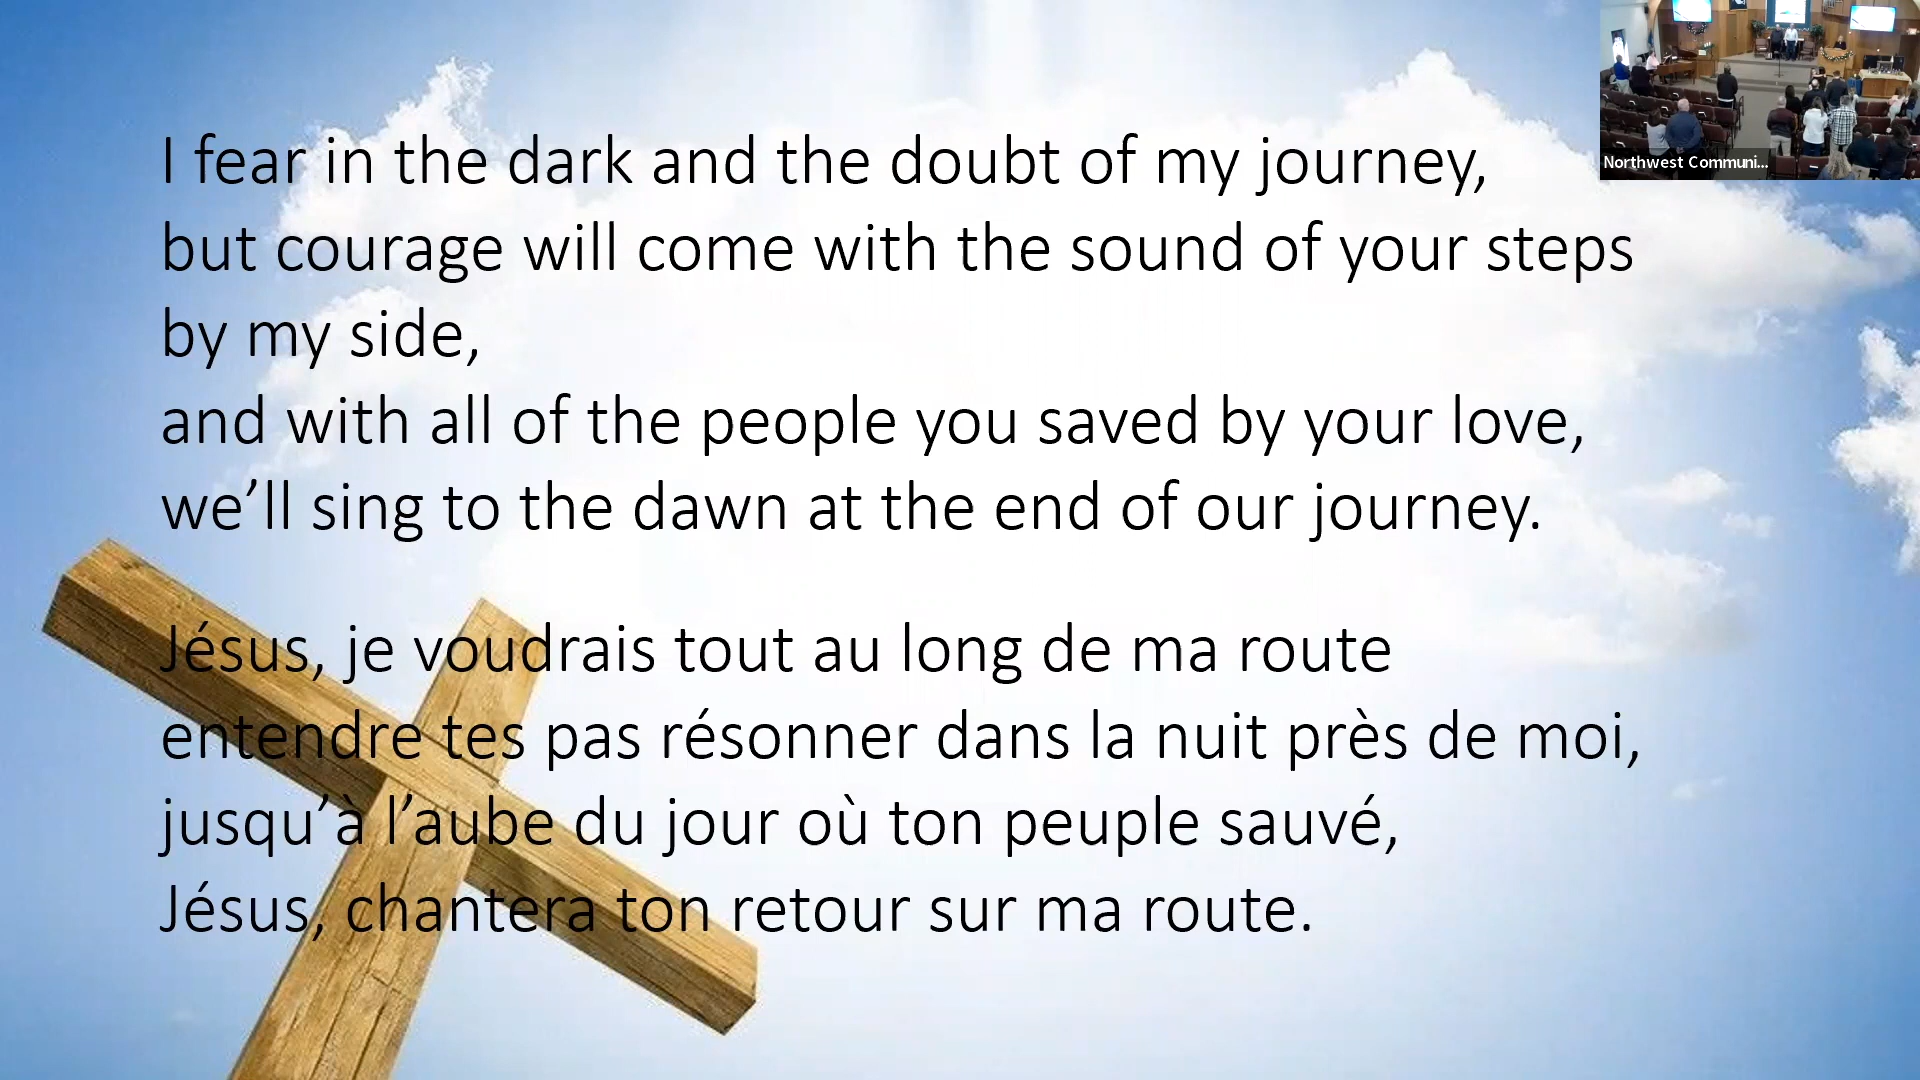 I fear in the dark and the doubt of my journey,
but courage will come with the sound of your steps
by my side,
and with all of the people you saved by your love,
we’ll sing to the dawn at the end of our journey.
Jésus, je voudrais tout au long de ma route
entendre tes pas résonner dans la nuit près de moi,
jusqu’à l’aube du jour où ton peuple sauvé,
Jésus, chantera ton retour sur ma route.
Northwest Communi...